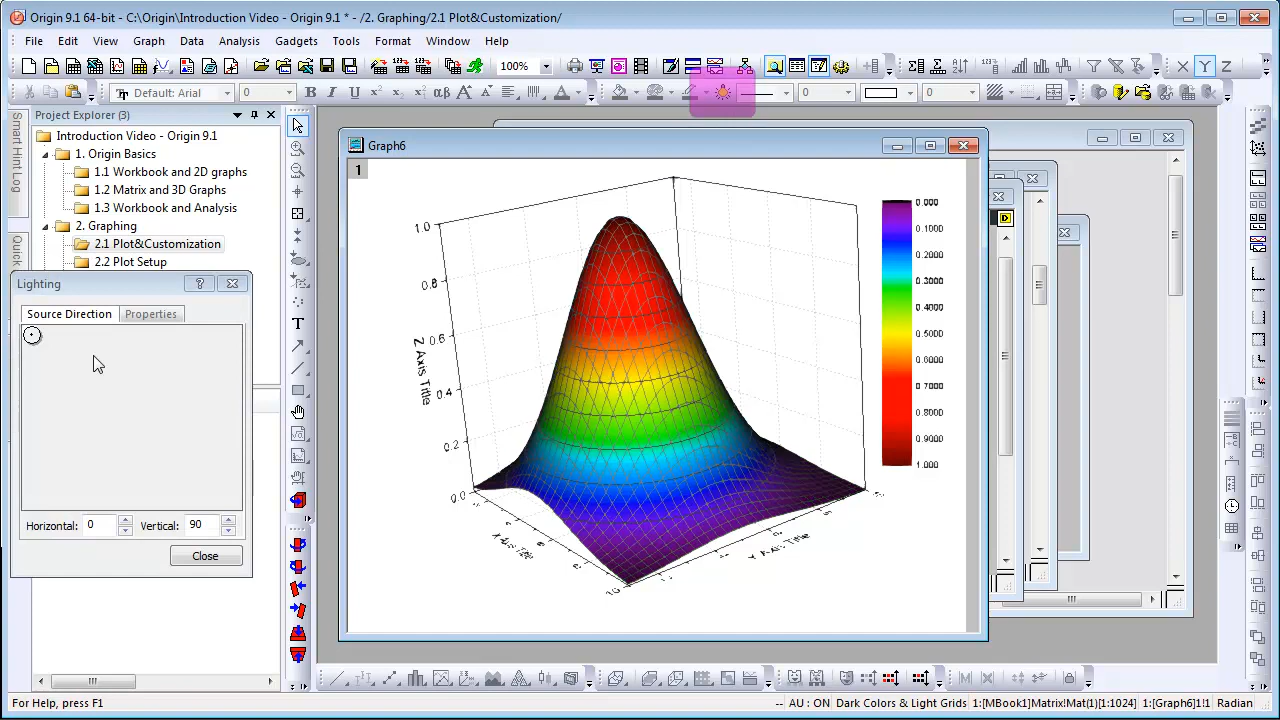 Origin 9.1 64-bit - C:\Origin\Introduction Video - Origin 9.1 * - /2. Graphing/2.1 Plot&Customization/
File Edit View Graph Data Analysis Gadgets Tools Format Window Help
100%
X Y Z
Default: Arial 0 B I U αβ A A A 0 0
Project Explorer (3)
Smart Hint Log
Quick
Introduction Video - Origin 9.1
1. Origin Basics
1.1 Workbook and 2D graphs
1.2 Matrix and 3D Graphs
1.3 Workbook and Analysis
2. Graphing
2.1 Plot&Customization
2.2 Plot Setup
Lighting
Source Direction Properties
Horizontal: 0 Vertical: 90
Close
Graph6
1
D
1.0
0.8
0.6
0.4
0.2
0.0
Z Axis Title
X Axis Title
Y Axis Title
10
0.000
0.1000
0.2000
0.3000
0.4000
0.5000
0.6000
0.7000
0.8000
0.9000
1.000
For Help, press F1
-- AU : ON Dark Colors & Light Grids 1:[MBook1]Matrix!Mat(1)[1:1024] 1:[Graph6]1!1 Radian